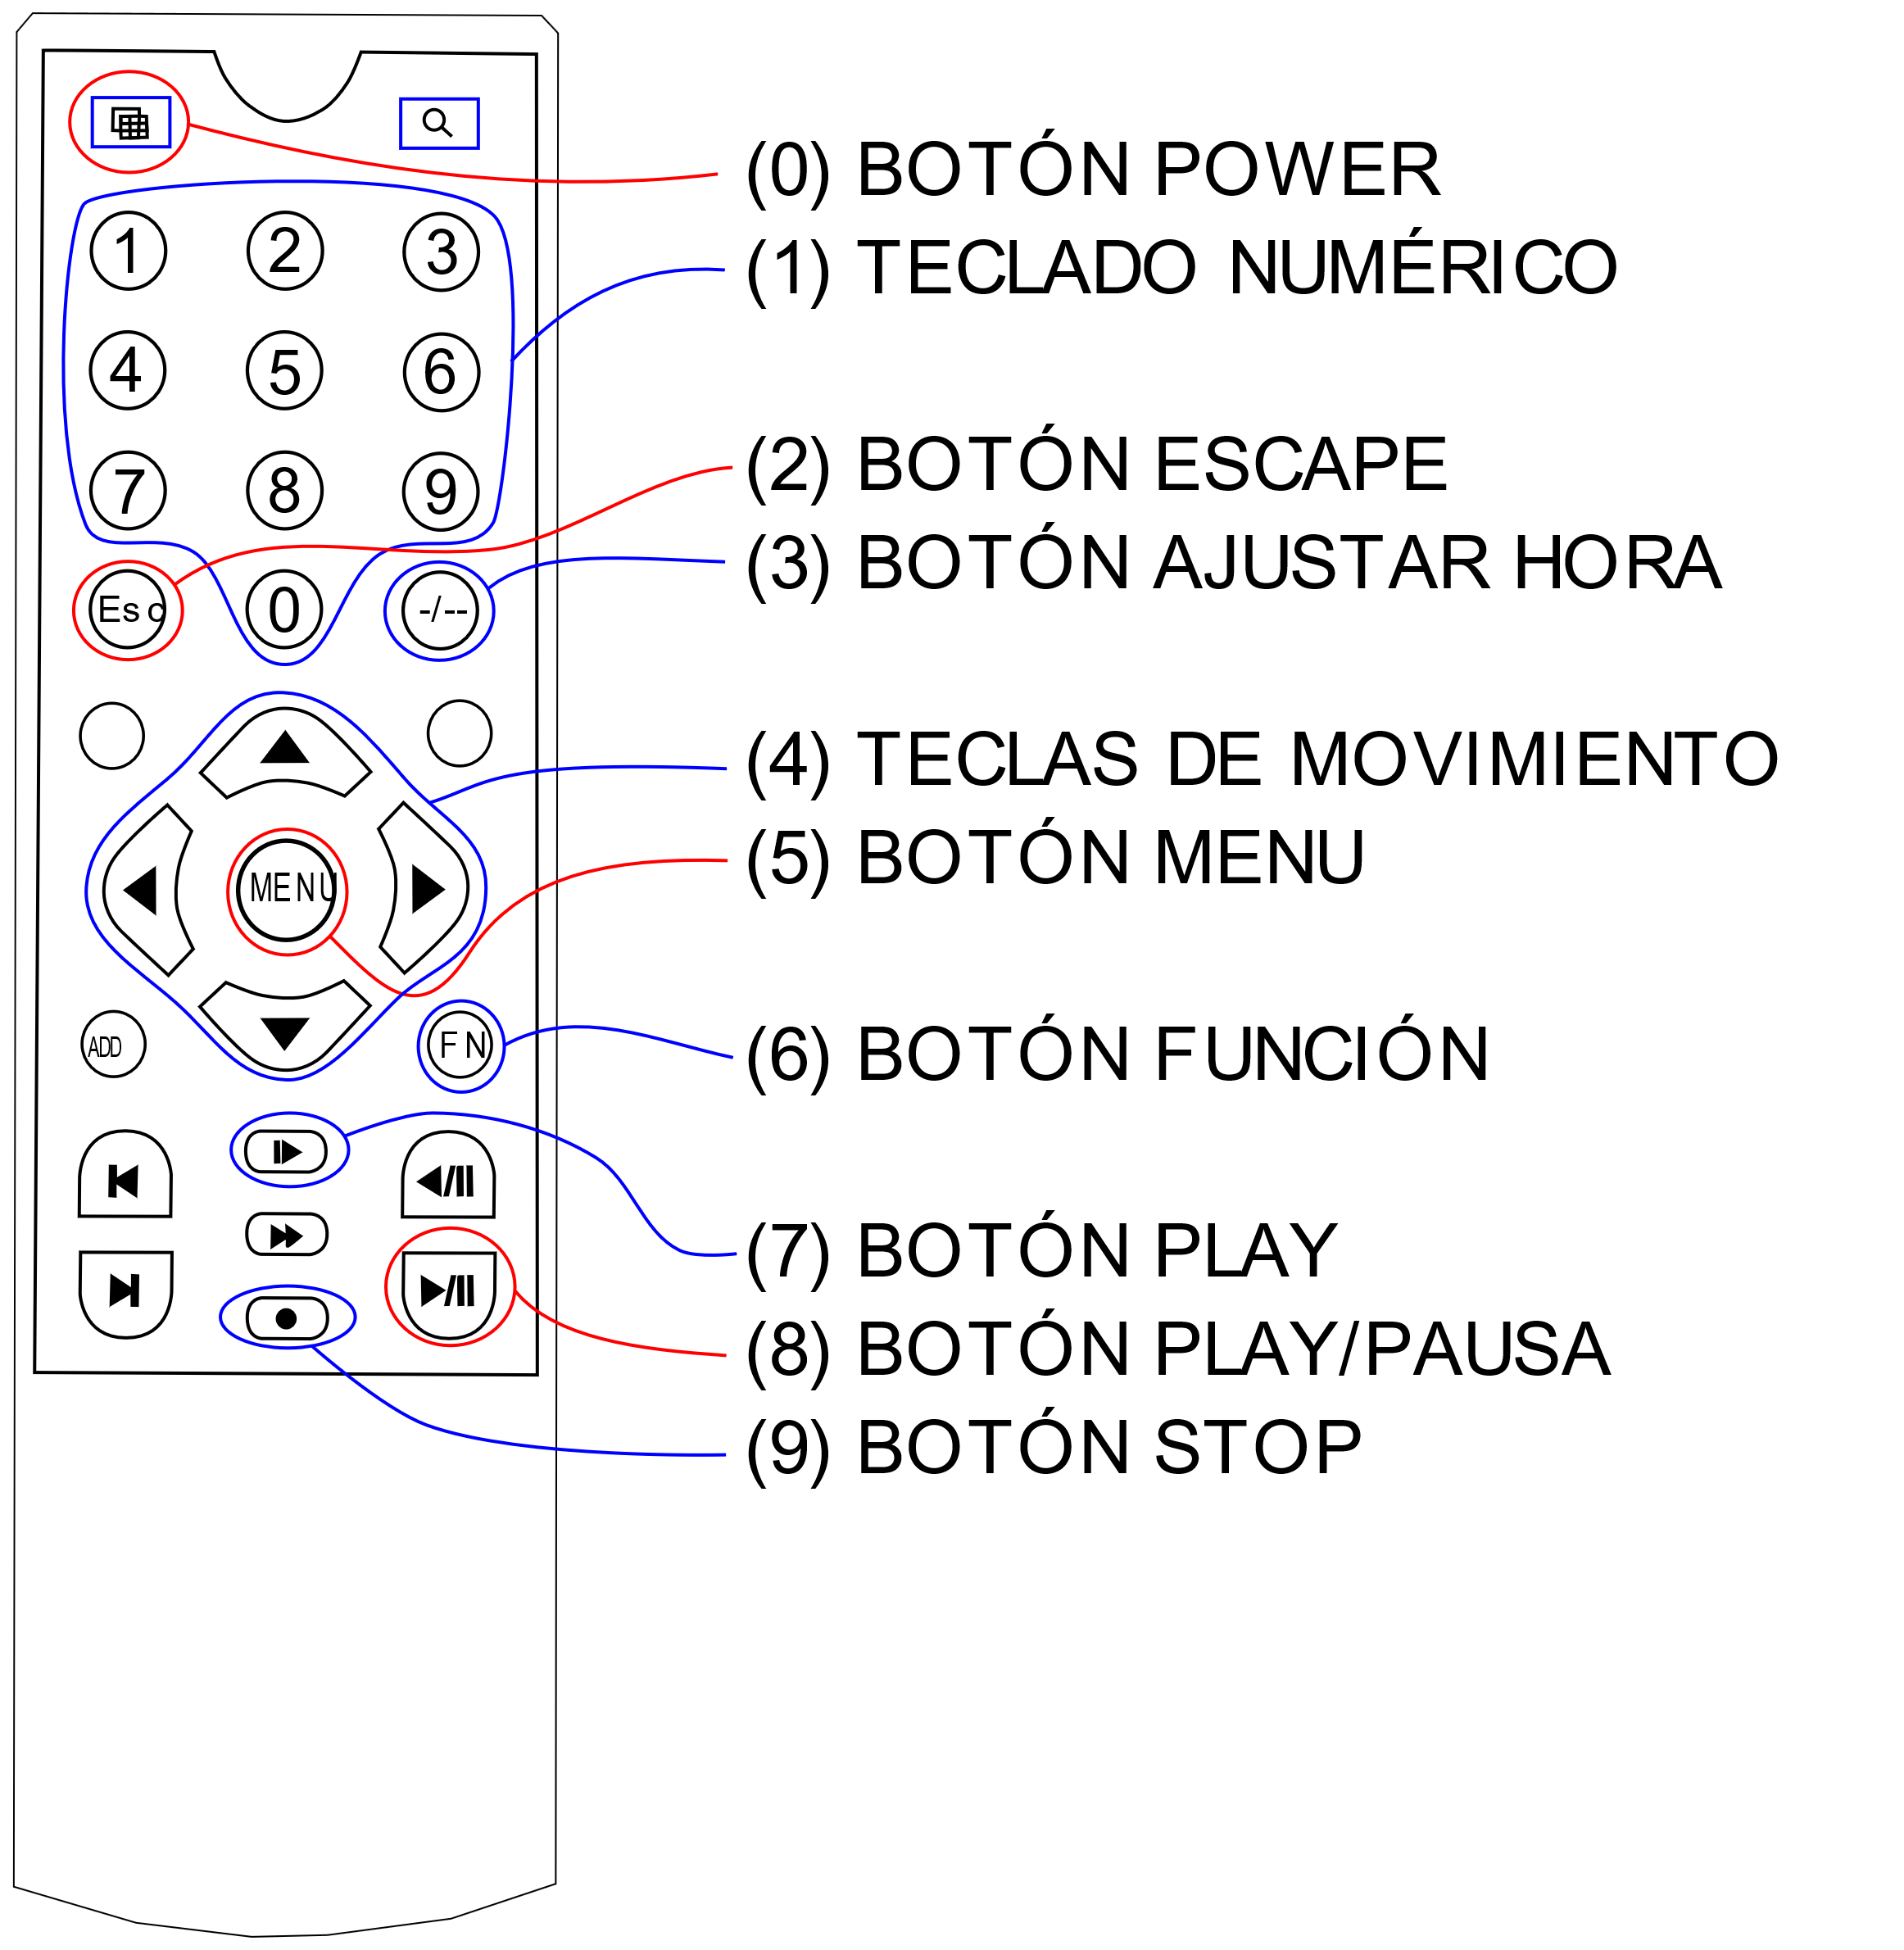 (0) BOTÓN POWER
1 2 3
(1) TECLADO NUMÉRICO
4 5 6
(2) BOTÓN ESCAPE
7 8 9
(3) BOTÓN AJUSTAR HORA
Esc 0 -/--
(4) TECLAS DE MOVIMIENTO
(5) BOTÓN MENU
MENU
ADD FN
(6) BOTÓN FUNCIÓN
(7) BOTÓN PLAY
(8) BOTÓN PLAY/PAUSA
(9) BOTÓN STOP